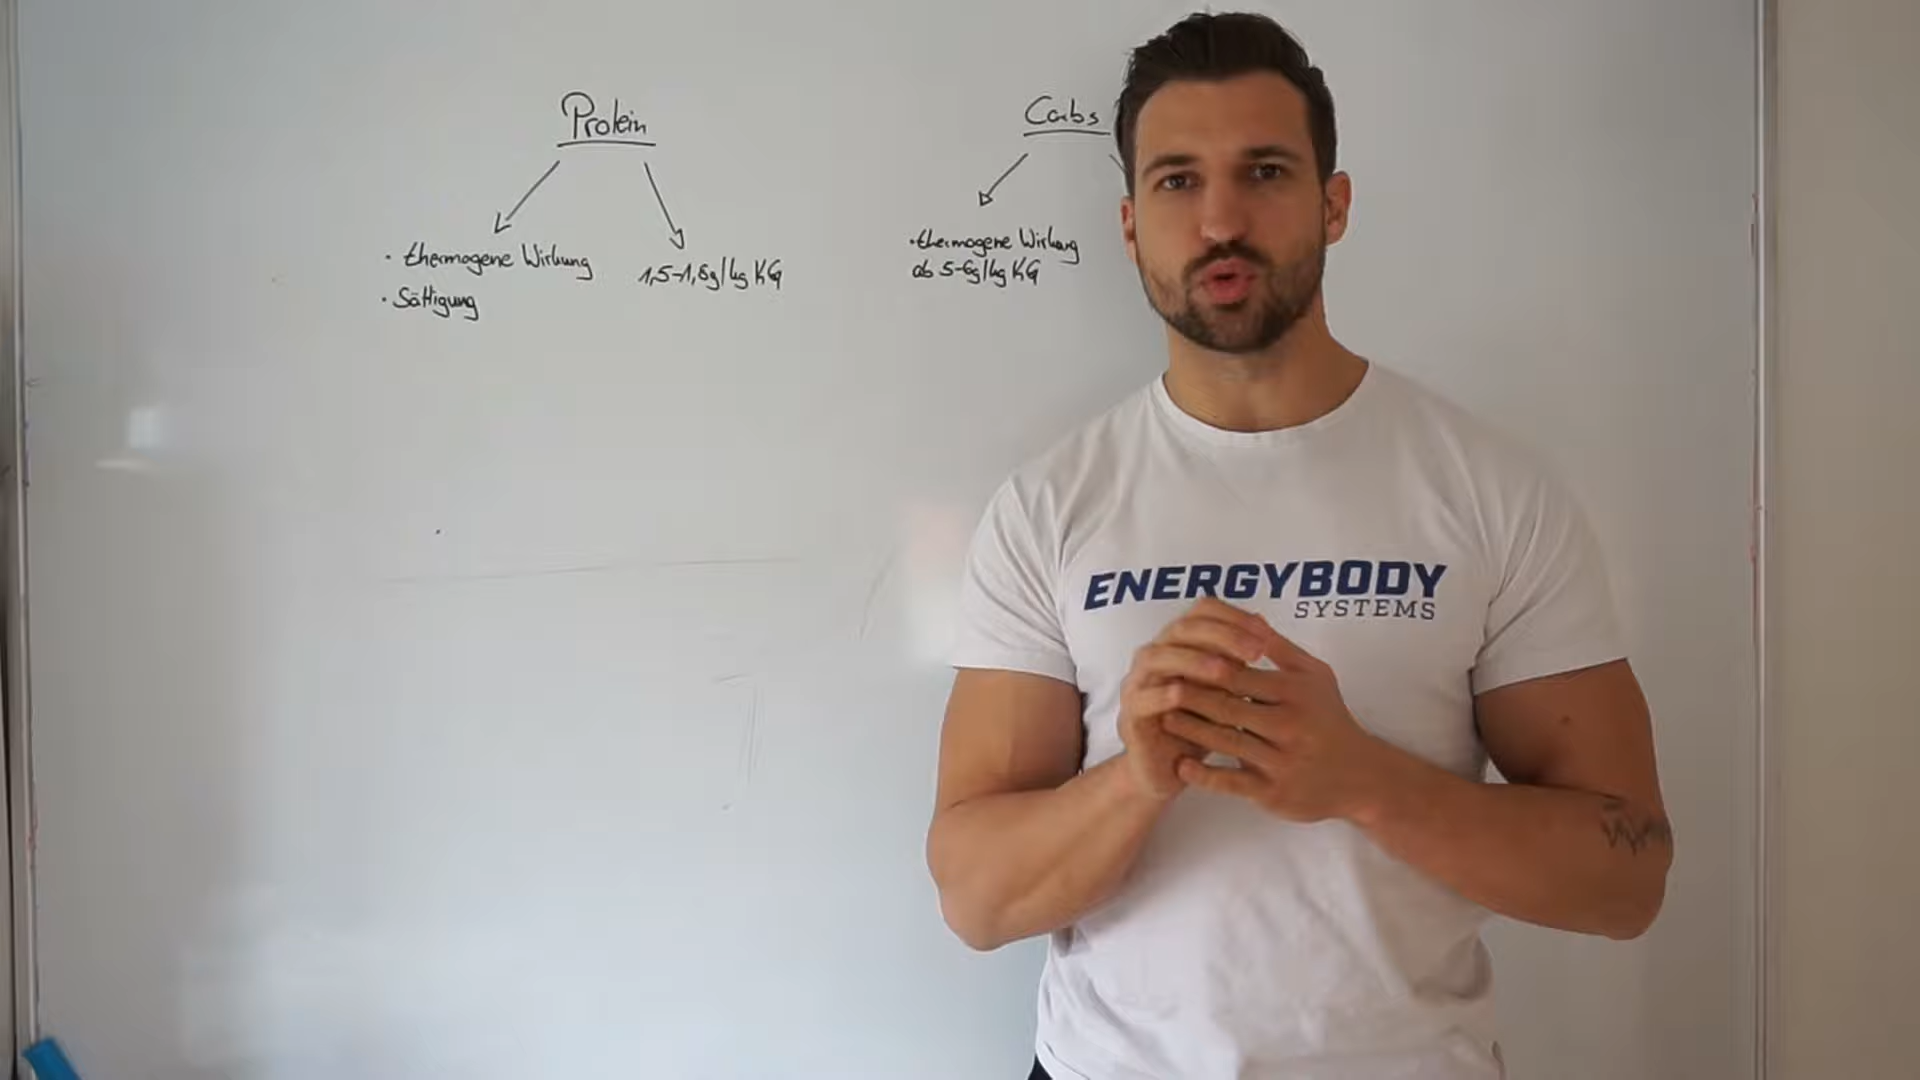 Protein
· thermogene Wirkung
· Sättigung
1,5-1,8g/kg KG
Carbs
· thermogene Wirkung
ab 5-6g/kg KG
ENERGYBODY
SYSTEMS